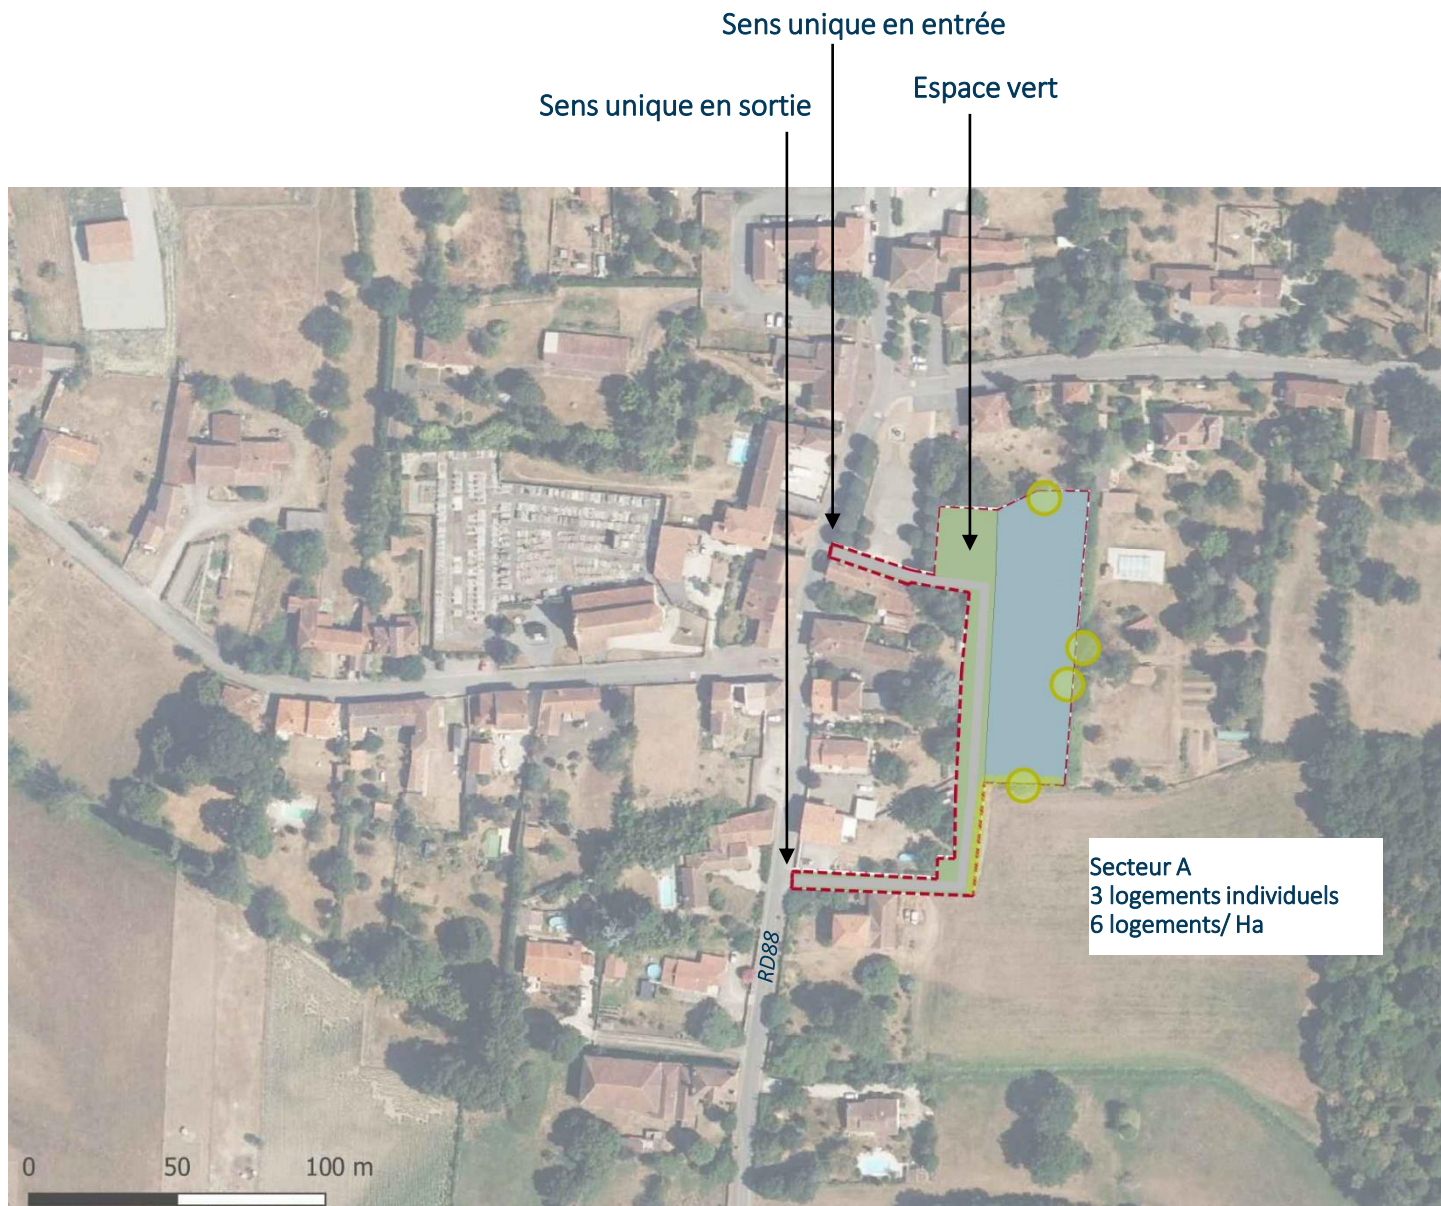 Sens unique en entrée
Espace vert
Sens unique en sortie
Secteur A
3 logements individuels
6 logements/ Ha
RD88
0 50 100 m